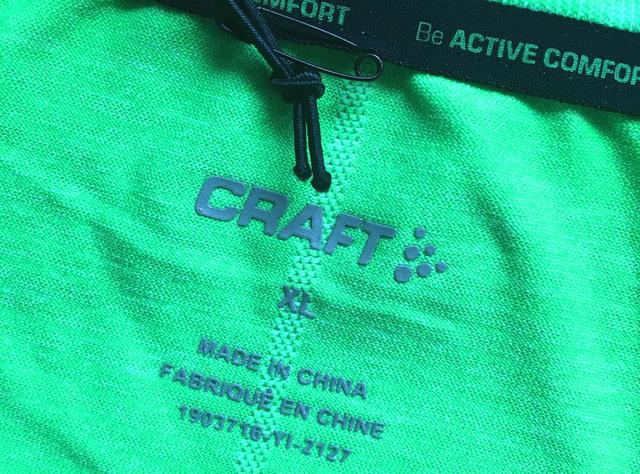 OMFORT
Be ACTIVE COMFOR
CRAFT
XL
MADE IN CHINA
FABRIQUÉ EN CHINE
1903716-YI-2127